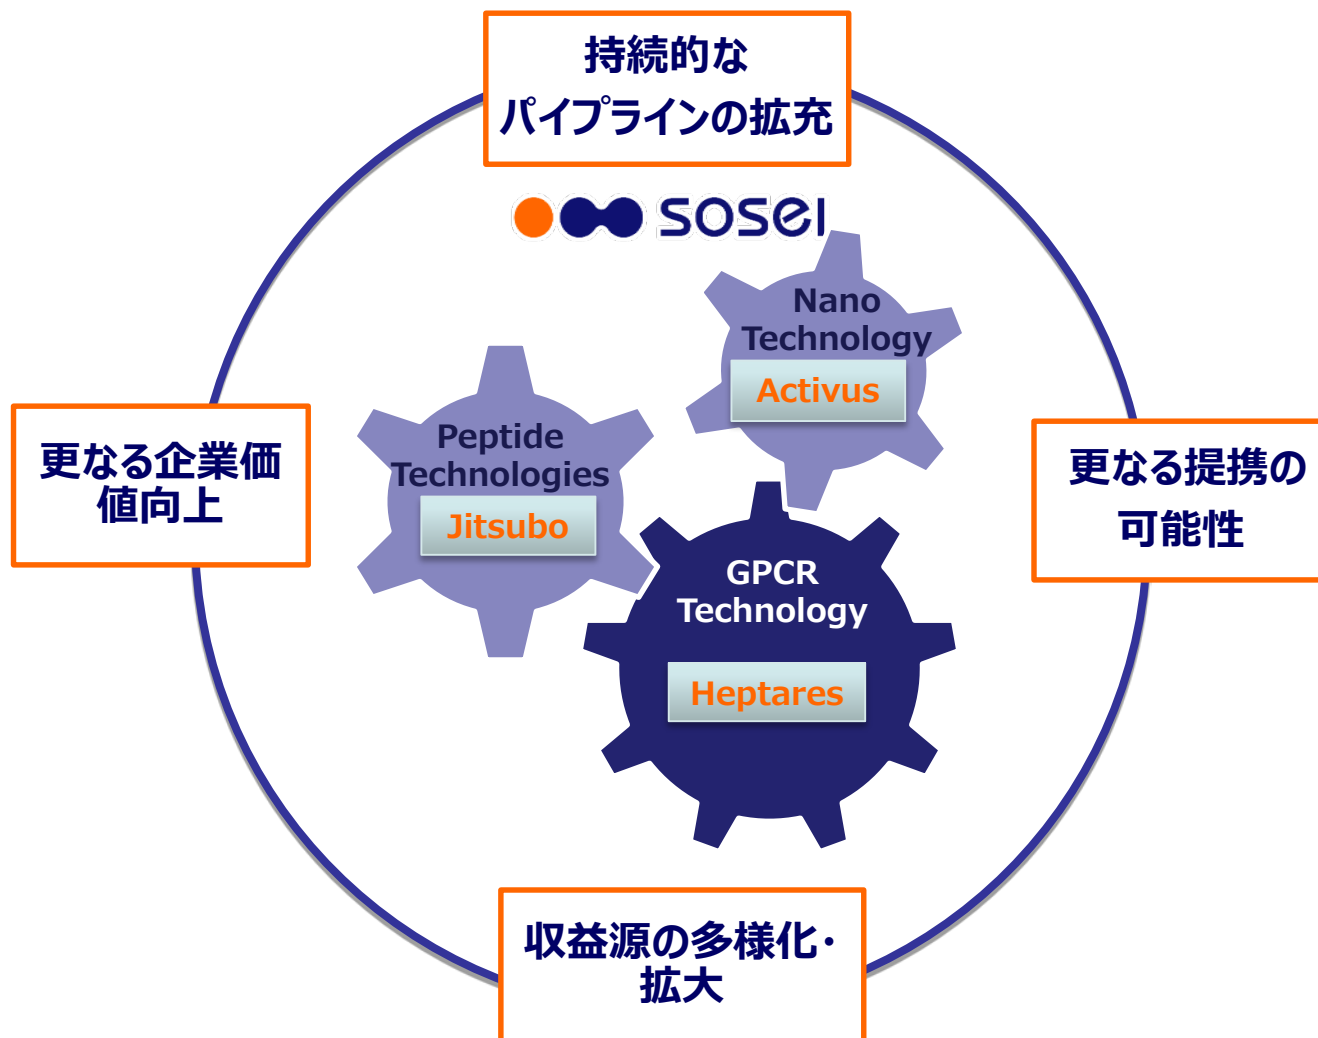 持続的な
パイプラインの拡充
sosei
Nano
Technology
Activus
Peptide
Technologies
Jitsubo
更なる企業価
値向上
更なる提携の
可能性
GPCR
Technology
Heptares
収益源の多様化・
拡大